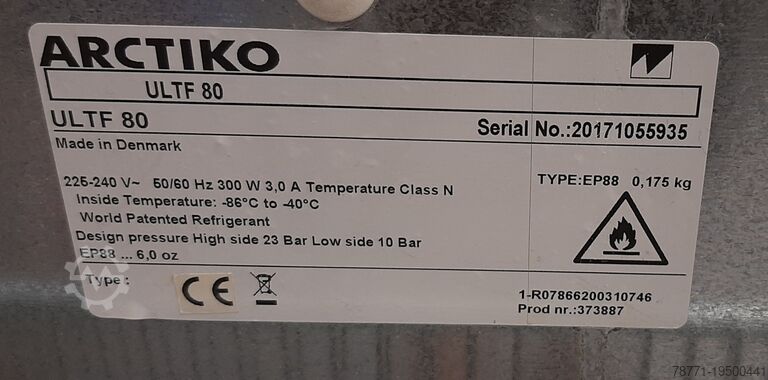 ARCTIKO
ULTF 80
ULTF 80
Serial No.:20171055935
Made in Denmark
225-240 V~ 50/60 Hz 300 W 3,0 A Temperature Class N
TYPE:EP88 0,175 kg
Inside Temperature: -86°C to -40°C
World Patented Refrigerant
Design pressure High side 23 Bar Low side 10 Bar
EP88 ... 6,0 oz
Type:
CE
1-R07866200310746
Prod nr.:373887
78771-19500441